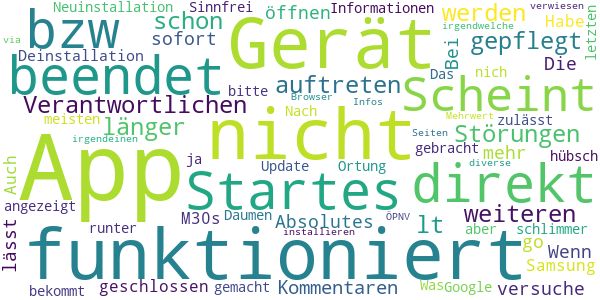 Neuinstallation schon öffnen Sinnfrei Informationen verwiesen
via bzw Gerät werden irgendwelche Habe
sofort Bei gepflegt letzten
Deinstallation beendet auftreten Das Die nich
Browser Infos bitte Scheint
Verantwortlichen Nach Mehrwert
meisten länger nicht Störungen zulässt
irgendeinen Update mehr Seiten gebracht hübsch
Auch App ja Startes Ortung direkt diverse
angezeigt M30s Daumen Absolutes ÖPNV lt weiteren
lässt runter installieren go aber schlimmer
funktioniert Wenn Samsung
bekommt geschlossen gemacht Kommentaren Was Google versuche